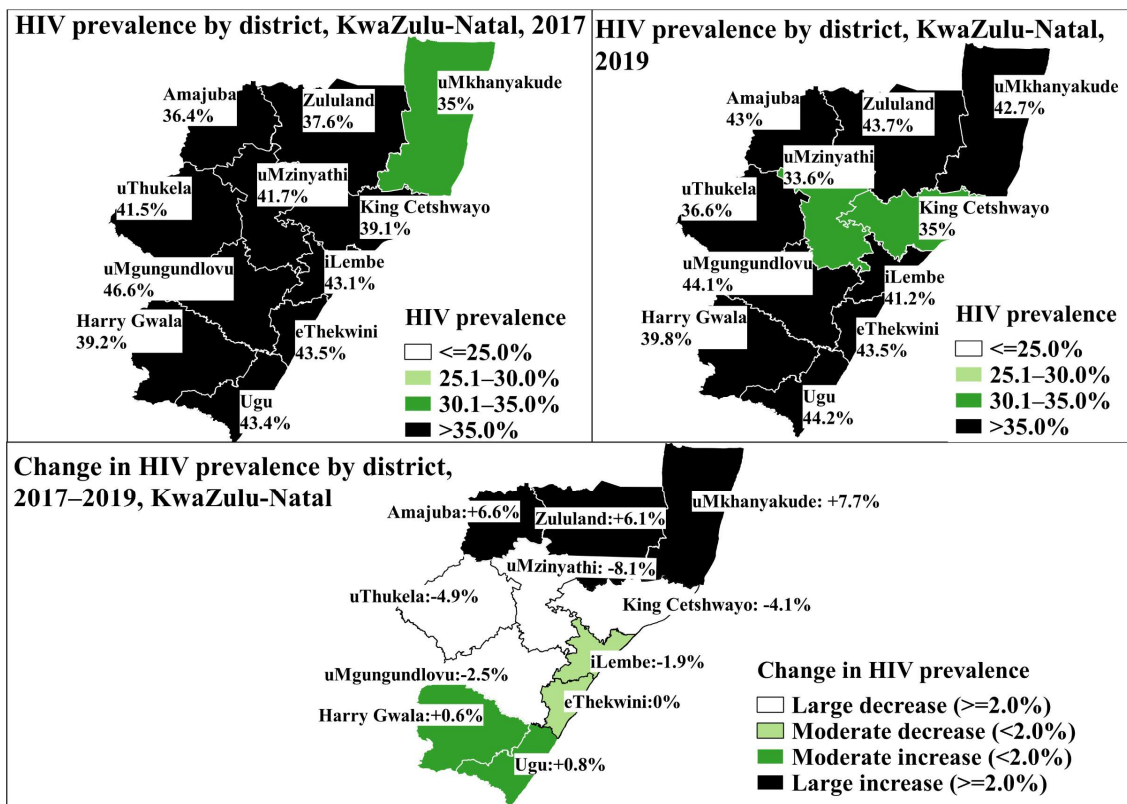 HIV prevalence by district, KwaZulu-Natal, 2017
Amajuba
36.4%
Zululand
37.6%
uMkhanyakude
35%
uThukela
41.5%
uMzinyathi
41.7%
King Cetshwayo
39.1%
uMgungundlovu
46.6%
iLembe
43.1%
Harry Gwala
39.2%
eThekwini
43.5%
Ugu
43.4%
HIV prevalence
<=25.0%
25.1–30.0%
30.1–35.0%
>35.0%
HIV prevalence by district, KwaZulu-Natal,
2019
Amajuba
43%
Zululand
43.7%
uMkhanyakude
42.7%
uMzinyathi
33.6%
uThukela
36.6%
King Cetshwayo
35%
uMgungundlovu
44.1%
iLembe
41.2%
Harry Gwala
39.8%
eThekwini
43.5%
Ugu
44.2%
HIV prevalence
<=25.0%
25.1–30.0%
30.1–35.0%
>35.0%
Change in HIV prevalence by district,
2017–2019, KwaZulu-Natal
Amajuba:+6.6%
Zululand:+6.1%
uMkhanyakude: +7.7%
uMzinyathi: -8.1%
uThukela:-4.9%
King Cetshwayo: -4.1%
iLembe:-1.9%
uMgungundlovu:-2.5%
eThekwini:0%
Harry Gwala:+0.6%
Ugu:+0.8%
Change in HIV prevalence
Large decrease (>=2.0%)
Moderate decrease (<2.0%)
Moderate increase (<2.0%)
Large increase (>=2.0%)